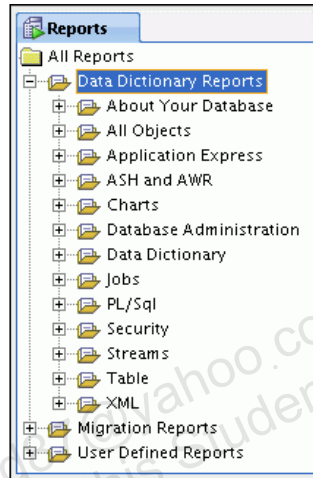 Reports
All Reports
Data Dictionary Reports
About Your Database
All Objects
Application Express
ASH and AWR
Charts
Database Administration
Data Dictionary
Jobs
PL/Sql
Security
Streams
Table
XML
Migration Reports
User Defined Reports